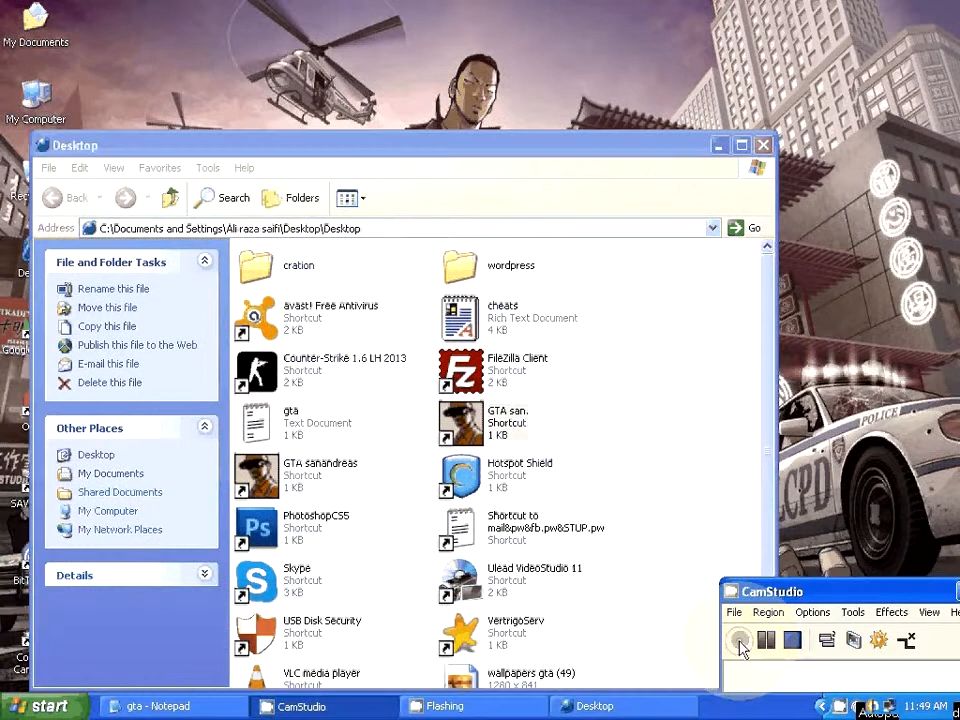 My Documents
My Computer
Desktop
File Edit View Favorites Tools Help
Back Search Folders
Address C:\Documents and Settings\Ali raza saifi\Desktop\Desktop Go
File and Folder Tasks
Rename this file
Move this file
Copy this file
Publish this file to the Web
E-mail this file
Delete this file
Other Places
Desktop
My Documents
Shared Documents
My Computer
My Network Places
Details
cration
wordpress
avast! Free Antivirus
Shortcut
2 KB
cheats
Rich Text Document
4 KB
Counter-Strike 1.6 LH 2013
Shortcut
2 KB
FileZilla Client
Shortcut
2 KB
gta
Text Document
1 KB
GTA san.
Shortcut
1 KB
GTA sanandreas
Shortcut
1 KB
Hotspot Shield
Shortcut
1 KB
PhotoshopCS5
Shortcut
1 KB
Shortcut to
mail&pw&fb.pw&STUP.pw
Shortcut
Skype
Shortcut
3 KB
Ulead VideoStudio 11
Shortcut
2 KB
USB Disk Security
Shortcut
1 KB
VertrigoServ
Shortcut
1 KB
VLC media player
Shortcut
wallpapers gta (49)
1280 x 841
POLICE
LCPD
CamStudio
File Region Options Tools Effects View He
start
gta - Notepad
CamStudio
Flashing
Desktop
11:49 AM